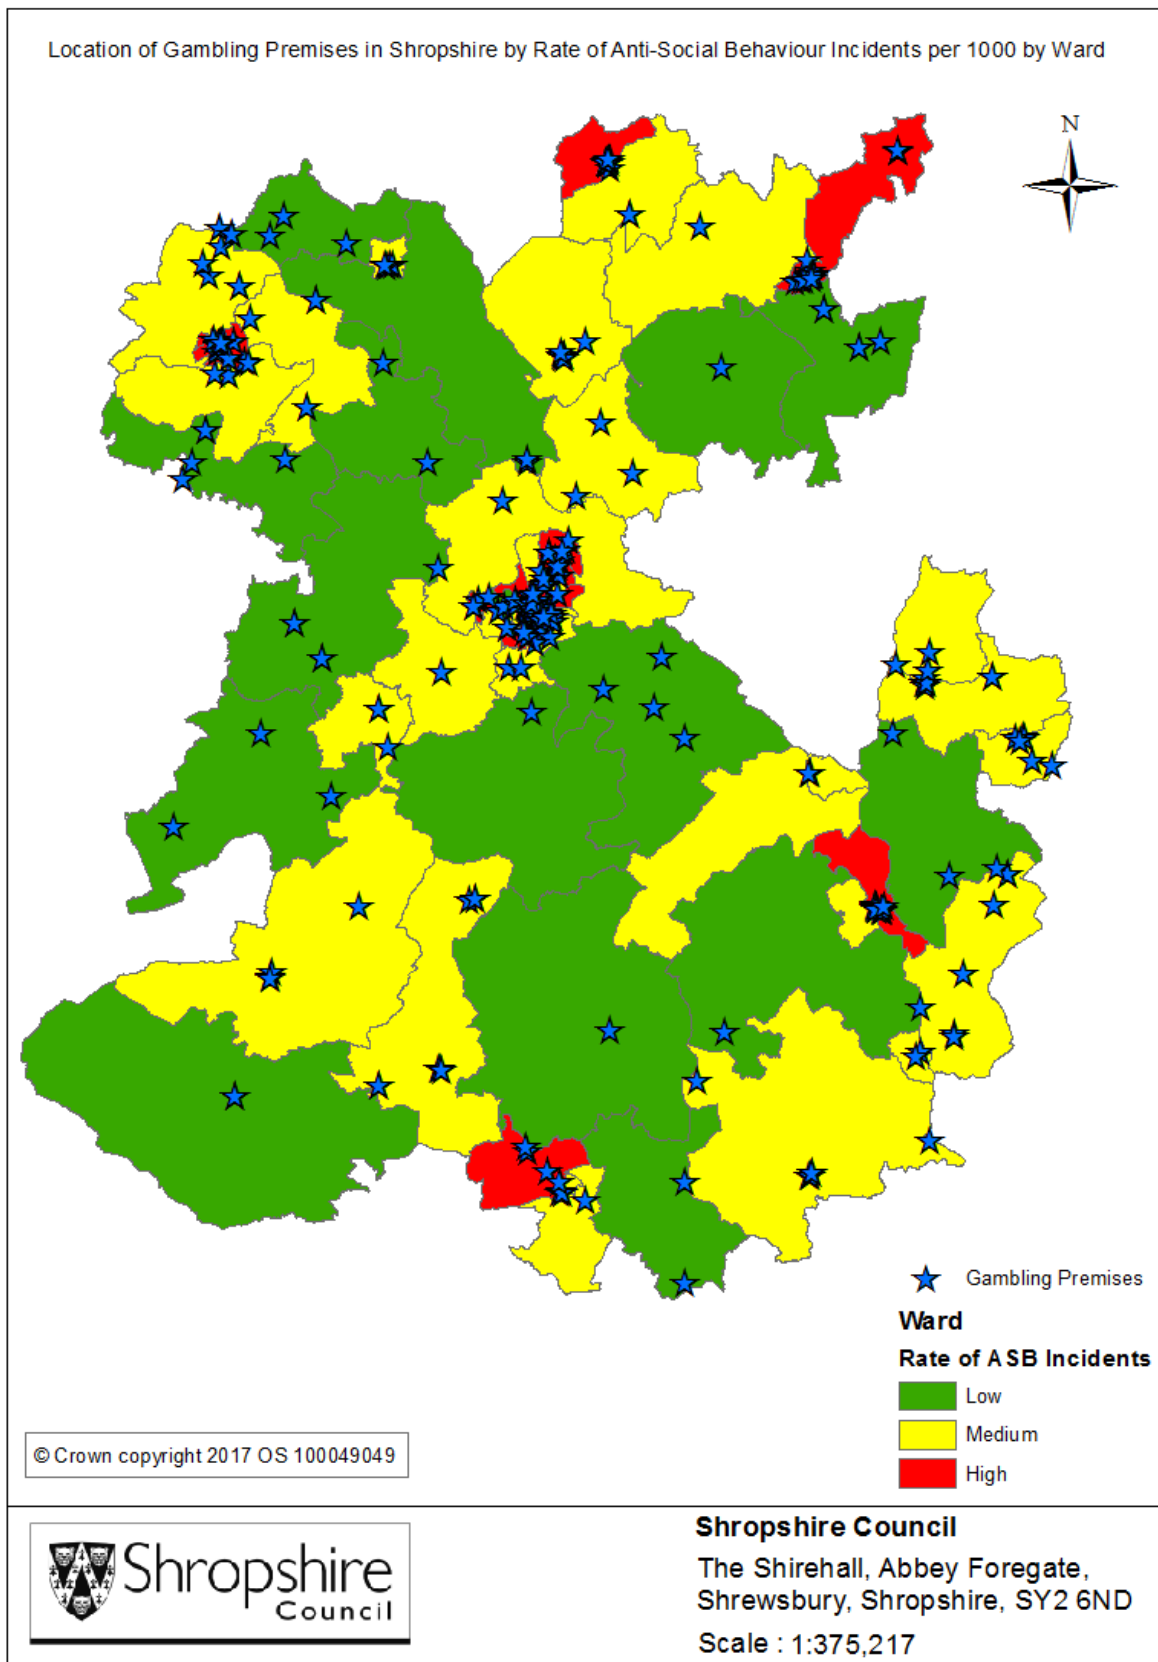 Location of Gambling Premises in Shropshire by Rate of Anti-Social Behaviour Incidents per 1000 by Ward
N
Gambling Premises
Ward
Rate of ASB Incidents
Low
Medium
High
© Crown copyright 2017 OS 100049049
Shropshire
Council
Shropshire Council
The Shirehall, Abbey Foregate,
Shrewsbury, Shropshire, SY2 6ND
Scale : 1:375,217